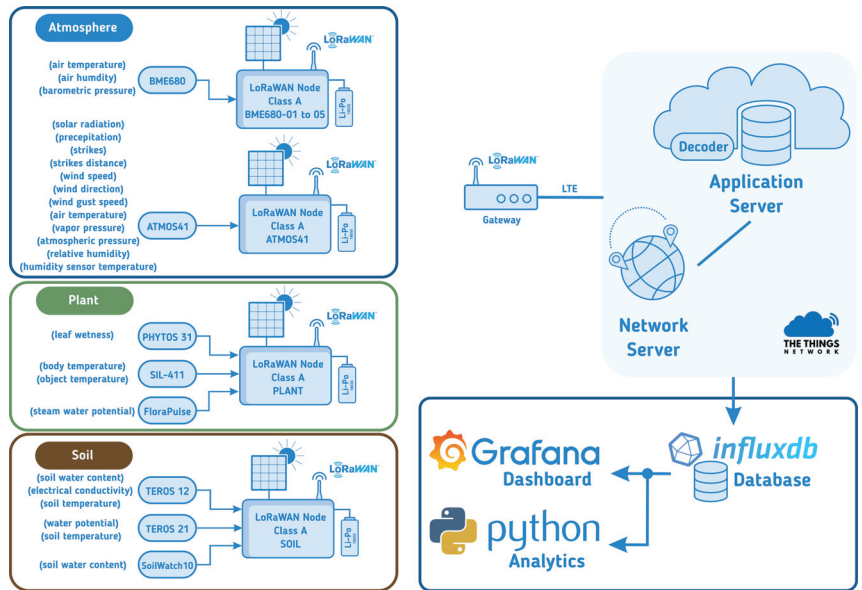 Atmosphere
(air temperature)
(air humdity)
(barometric pressure)
BME680
LoRaWAN
LoRaWAN Node
Class A
BME680-01 to 05
Li-Po
(solar radiation)
(precepitation)
(strikes)
(strikes distance)
(wind speed)
(wind direction)
(wind gust speed)
(air temperature)
(vapor pressure)
(atmospheric pressure)
(relative humidity)
(humidity sensor temperature)
ATMOS41
LoRaWAN
LoRaWAN Node
Class A
ATMOS41
Li-Po
Plant
(leaf wetness)
PHYTOS 31
(body temperature)
(object temperature)
SIL-411
(steam water potential)
FloraPulse
LoRaWAN
LoRaWAN Node
Class A
PLANT
Li-Po
Soil
(soil water content)
(electrical conductivity)
(soil temperature)
TEROS 12
(water potential)
(soil temperature)
TEROS 21
(soil water content)
SoilWatch10
LoRaWAN
LoRaWAN Node
Class A
SOIL
Li-Po
LoRaWAN
Gateway
LTE
Decoder
Application
Server
Network
Server
THE THINGS
NETWORK
influxdb
Database
Grafana
Dashboard
python
Analytics